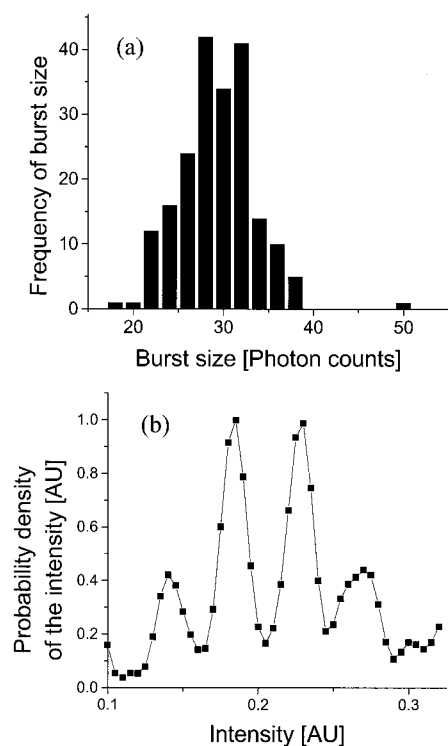 (a)
Frequency of burst size
40
30
20
10
0
20 30 40 50
Burst size [Photon counts]
(b)
Probability density
of the intensity [AU]
1.0
0.8
0.6
0.4
0.2
0.0
0.1 0.2 0.3
Intensity [AU]